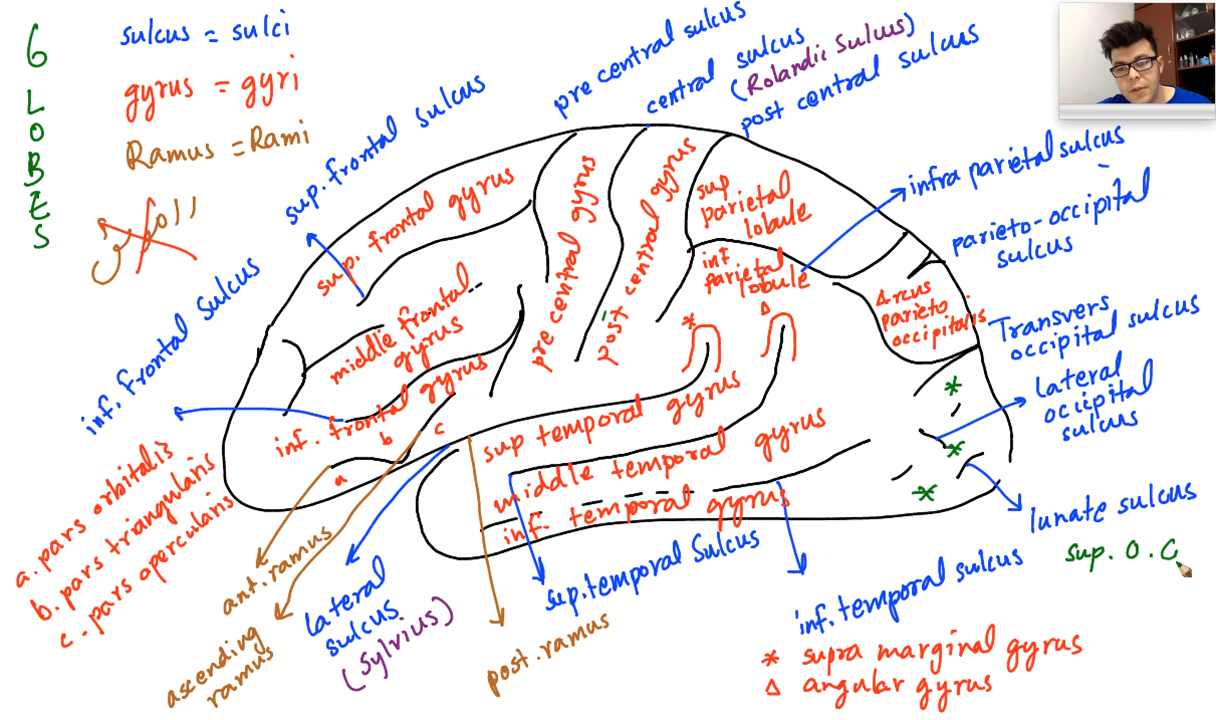 6
L
O
B
E
S
sulcus = sulci
gyrus = gyri
Ramus = Rami
sup. frontal sulcus
pre central sulcus
central sulcus
(Rolandic Sulcus)
post central sulcus
infra parietal sulcus
parieto-occipital
sulcus
Transvers
occipital sulcus
Lateral
occipital
sulcus
lunate sulcus
sup. O. C
inf. frontal sulcus
sup. frontal gyrus
middle frontal
gyrus
inf. frontal gyrus
a
b
c
pre central gyrus
post central gyrus
sup
parietal
lobule
inf
parietal
lobule
*
Δ
Arcus
parieto
occipitalis
*
*
*
sup temporal gyrus
middle temporal gyrus
inf. temporal gyrus
a. pars orbitalis
b. pars triangularis
c. pars opercularis
ant. ramus
ascending
ramus
Lateral
sulcus
(Sylvius)
post. ramus
sup. temporal Sulcus
inf. temporal sulcus
* supra marginal gyrus
Δ angular gyrus